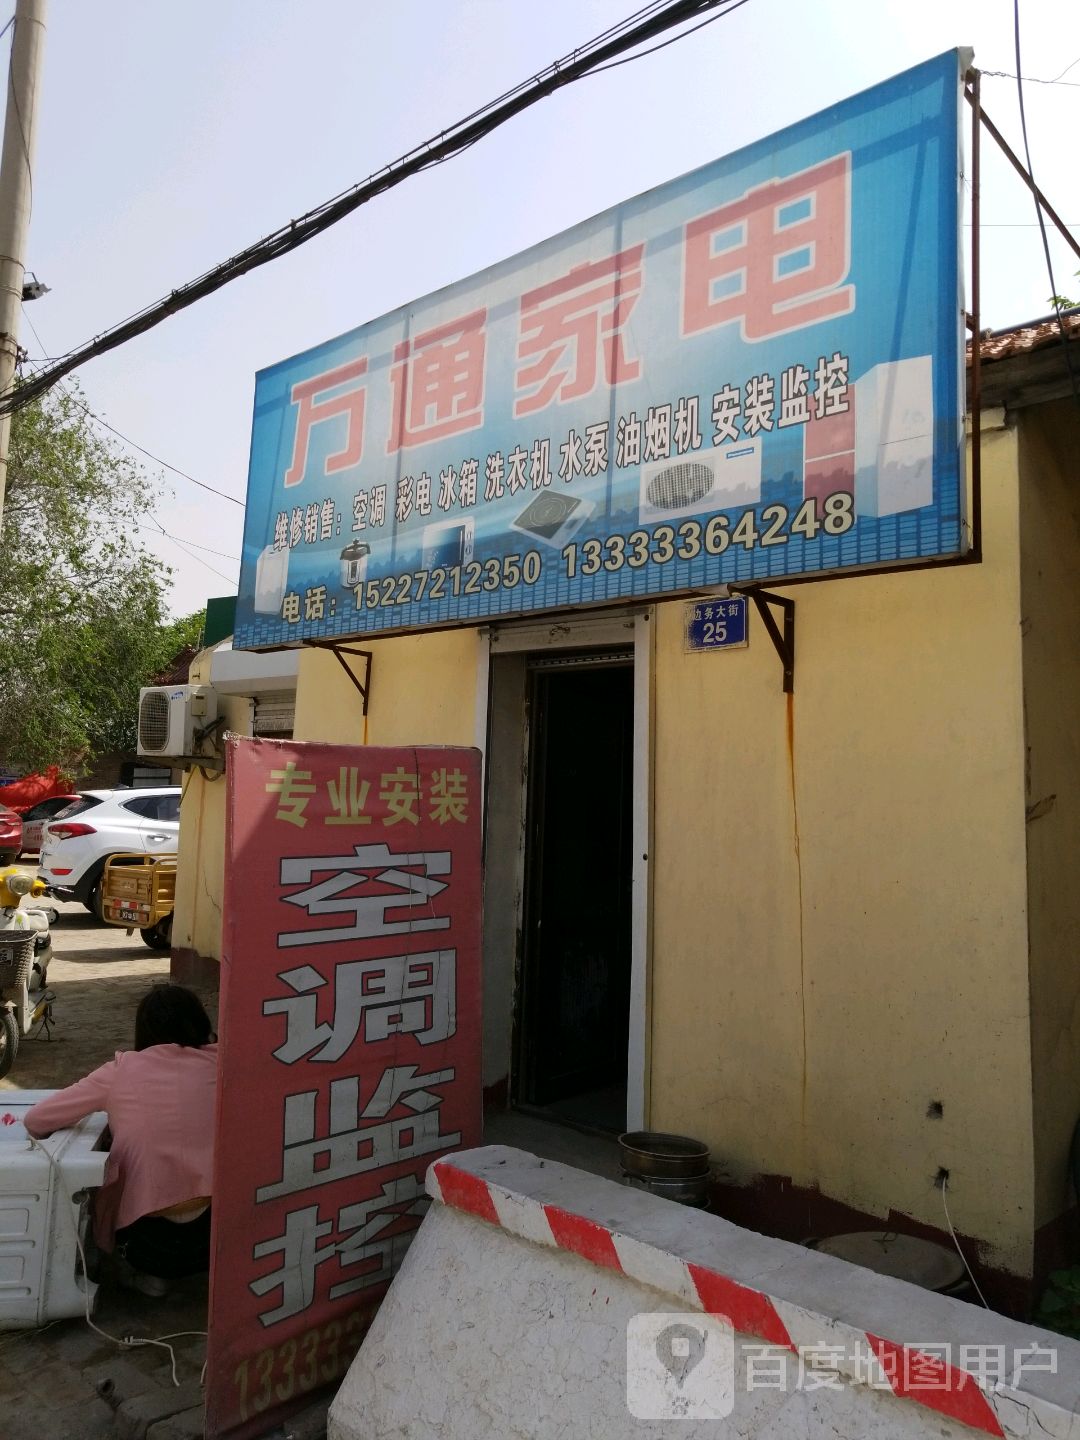 万通家电
维修销售：空调 彩电 冰箱 洗衣机 水泵 油烟机 安装监控
电话：15227212350 13333364248
边务大街
25
专业安装
空调监控
13333
百度地图用户